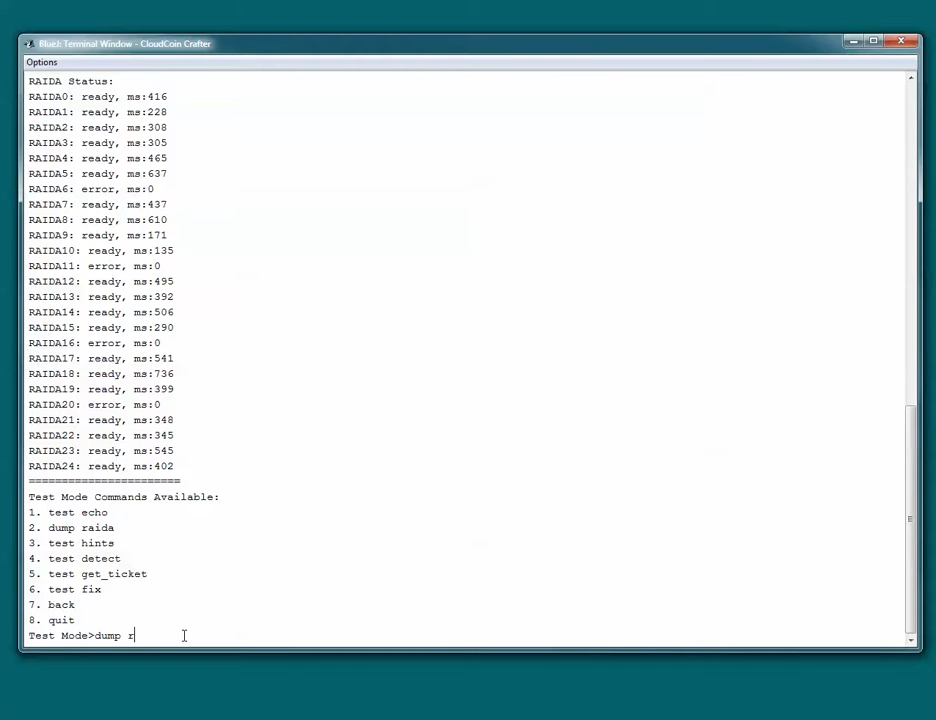 BlueJ: Terminal Window - CloudCoin Crafter
Options
RAIDA Status:
RAIDA0: ready, ms:416
RAIDA1: ready, ms:228
RAIDA2: ready, ms:308
RAIDA3: ready, ms:305
RAIDA4: ready, ms:465
RAIDA5: ready, ms:637
RAIDA6: error, ms:0
RAIDA7: ready, ms:437
RAIDA8: ready, ms:610
RAIDA9: ready, ms:171
RAIDA10: ready, ms:135
RAIDA11: error, ms:0
RAIDA12: ready, ms:495
RAIDA13: ready, ms:392
RAIDA14: ready, ms:506
RAIDA15: ready, ms:290
RAIDA16: error, ms:0
RAIDA17: ready, ms:541
RAIDA18: ready, ms:736
RAIDA19: ready, ms:399
RAIDA20: error, ms:0
RAIDA21: ready, ms:348
RAIDA22: ready, ms:345
RAIDA23: ready, ms:545
RAIDA24: ready, ms:402
=======================
Test Mode Commands Available:
1. test echo
2. dump raida
3. test hints
4. test detect
5. test get_ticket
6. test fix
7. back
8. quit
Test Mode>dump r